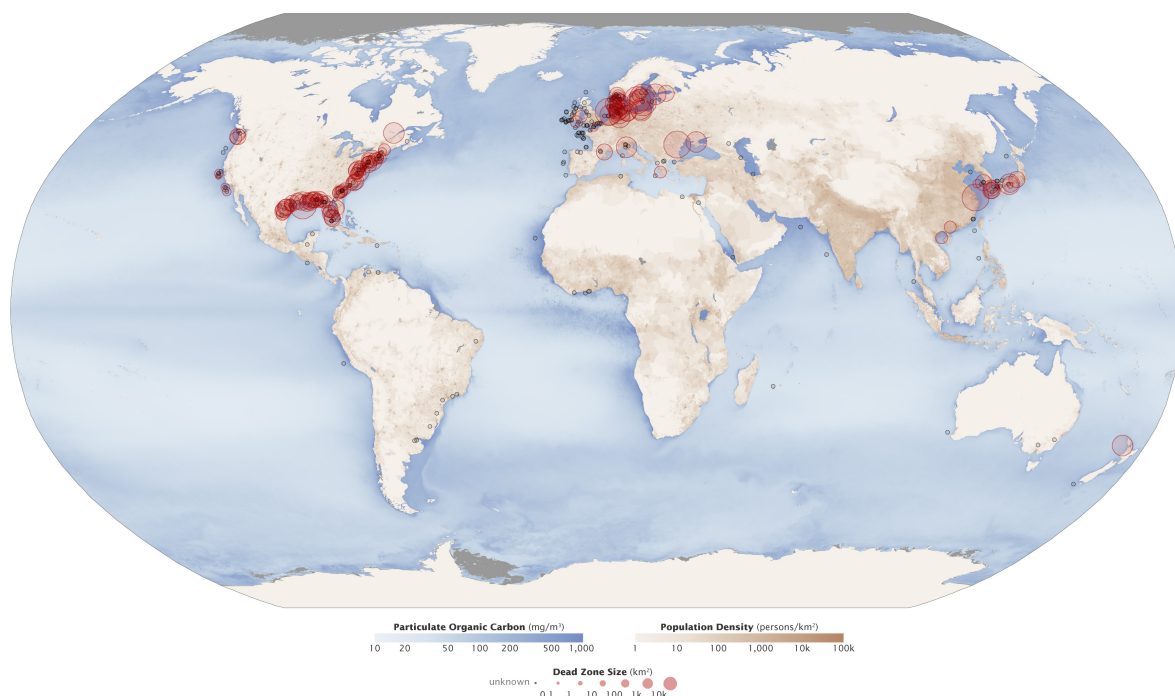 Particulate Organic Carbon (mg/m³) Population Density (persons/km²)
10 20 50 100 200 500 1,000 1 10 100 1,000 10k 100k
Dead Zone Size (km²)
unknown
0.1 1 10 100 1k 10k